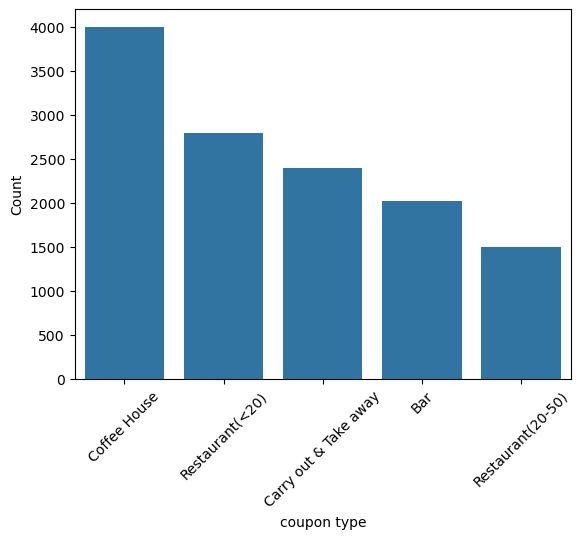 4000
3500
3000
2500
2000
1500
1000
500
0
Count
Coffee House
Restaurant(<20)
Carry out & Take away
Bar
Restaurant(20-50)
coupon type